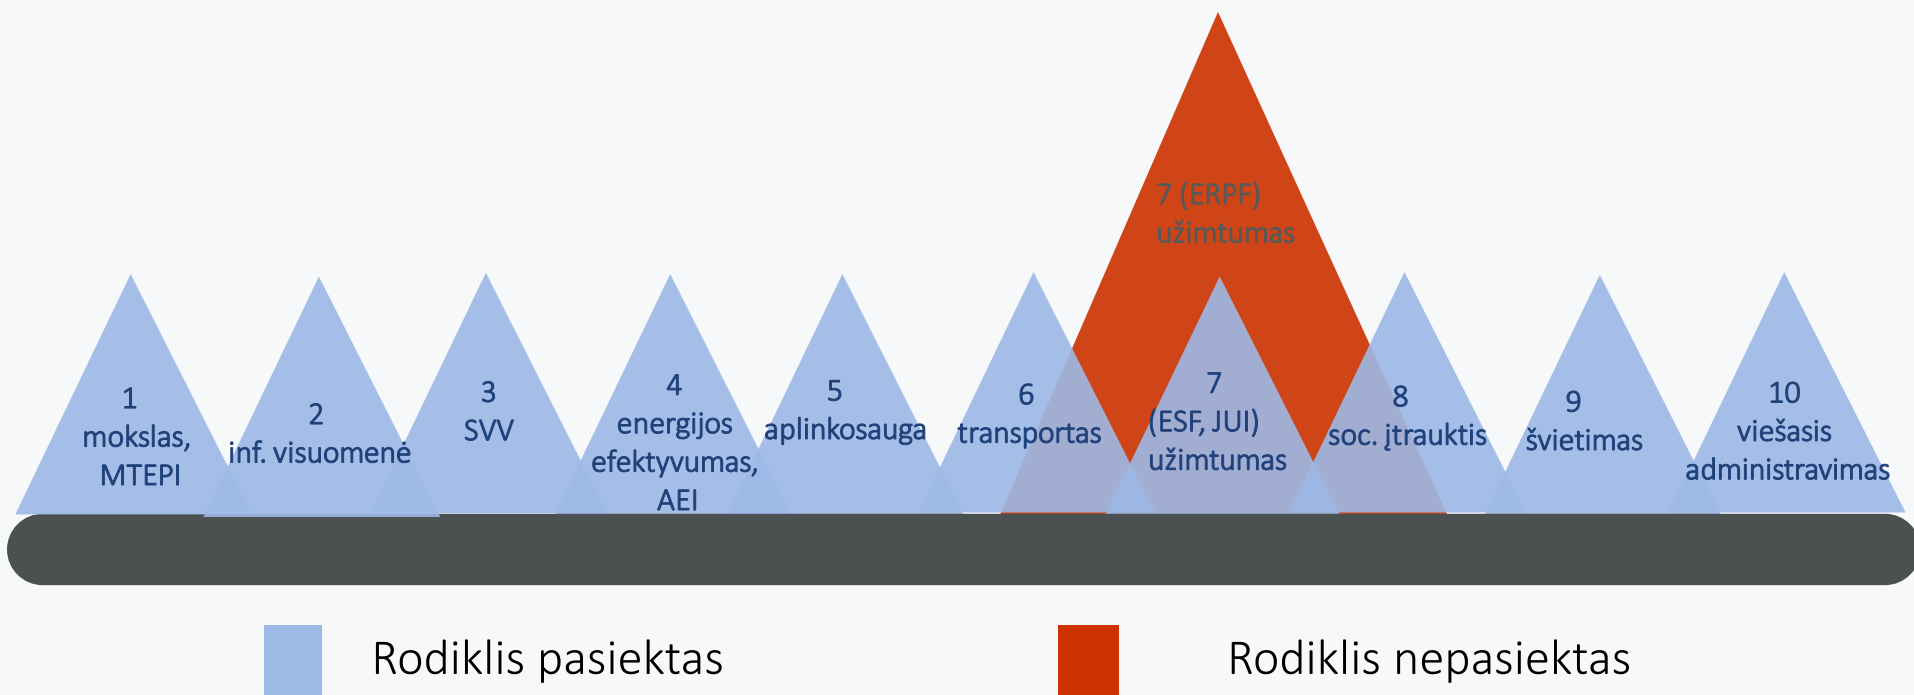 7 (ERPF)
užimtumas
1
mokslas,
MTEPI
2
inf. visuomenė
3
SVV
4
energijos
efektyvumas,
AEI
5
aplinkosauga
6
transportas
7
(ESF, JUI)
užimtumas
8
soc. įtrauktis
9
švietimas
10
viešasis
administravimas
Rodiklis pasiektas
Rodiklis nepasiektas